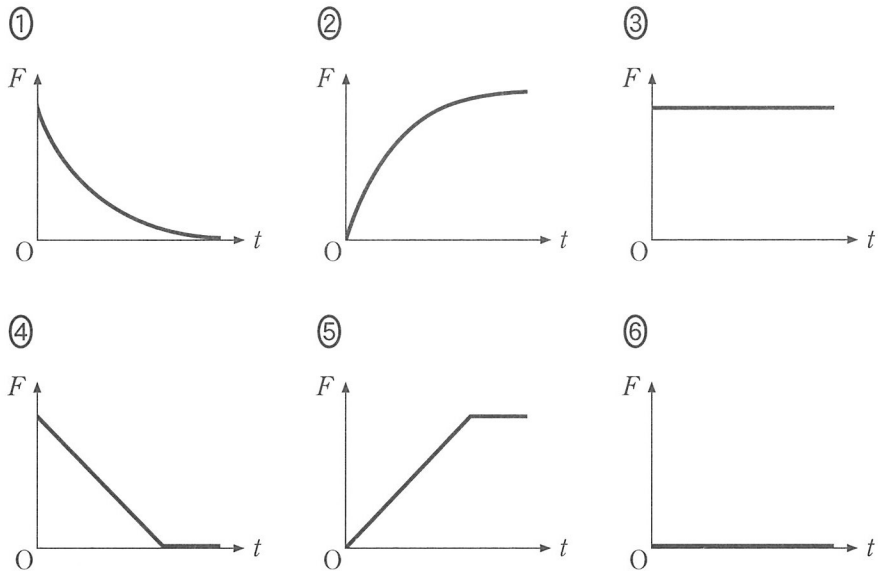 ① ② ③
F F F
O t O t O t
④ ⑤ ⑥
F F F
O t O t O t